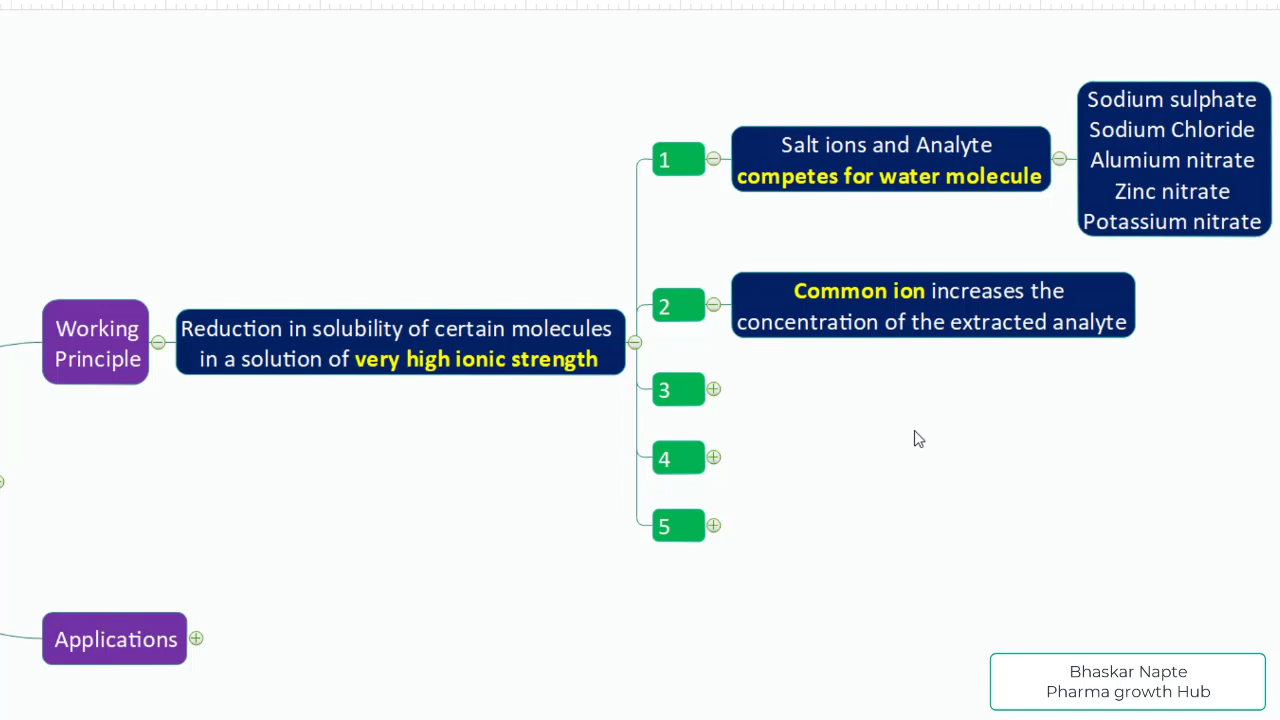 Working
Principle
Reduction in solubility of certain molecules
in a solution of very high ionic strength
1
Salt ions and Analyte
competes for water molecule
Sodium sulphate
Sodium Chloride
Alumium nitrate
Zinc nitrate
Potassium nitrate
2
Common ion increases the
concentration of the extracted analyte
3
4
5
Applications
Bhaskar Napte
Pharma growth Hub